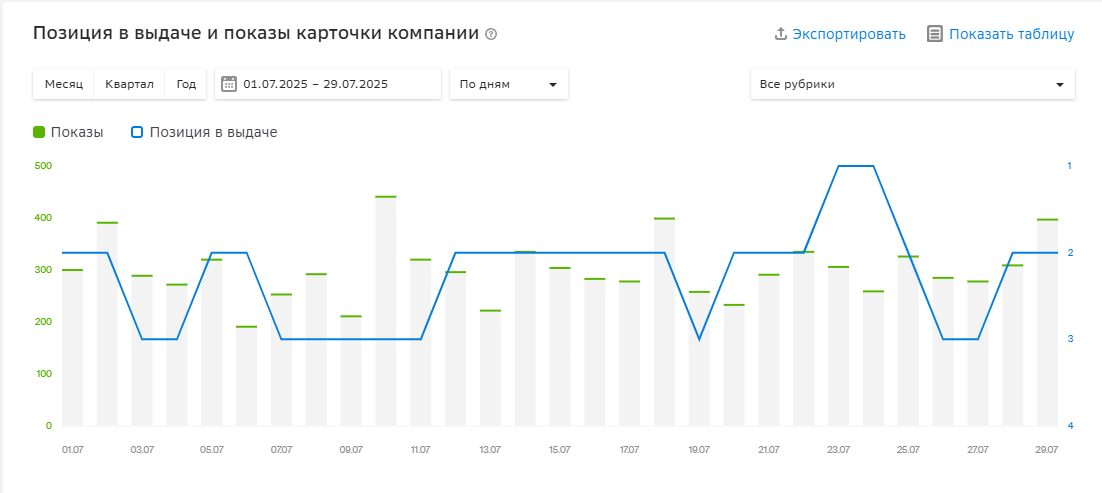 Позиция в выдаче и показы карточки компании ?
Экспортировать Показать таблицу
Месяц Квартал Год 01.07.2025 – 29.07.2025 По дням Все рубрики
Показы Позиция в выдаче
500 1
400
300 2
200 3
100
0 4
01.07 03.07 05.07 07.07 09.07 11.07 13.07 15.07 17.07 19.07 21.07 23.07 25.07 27.07 29.07